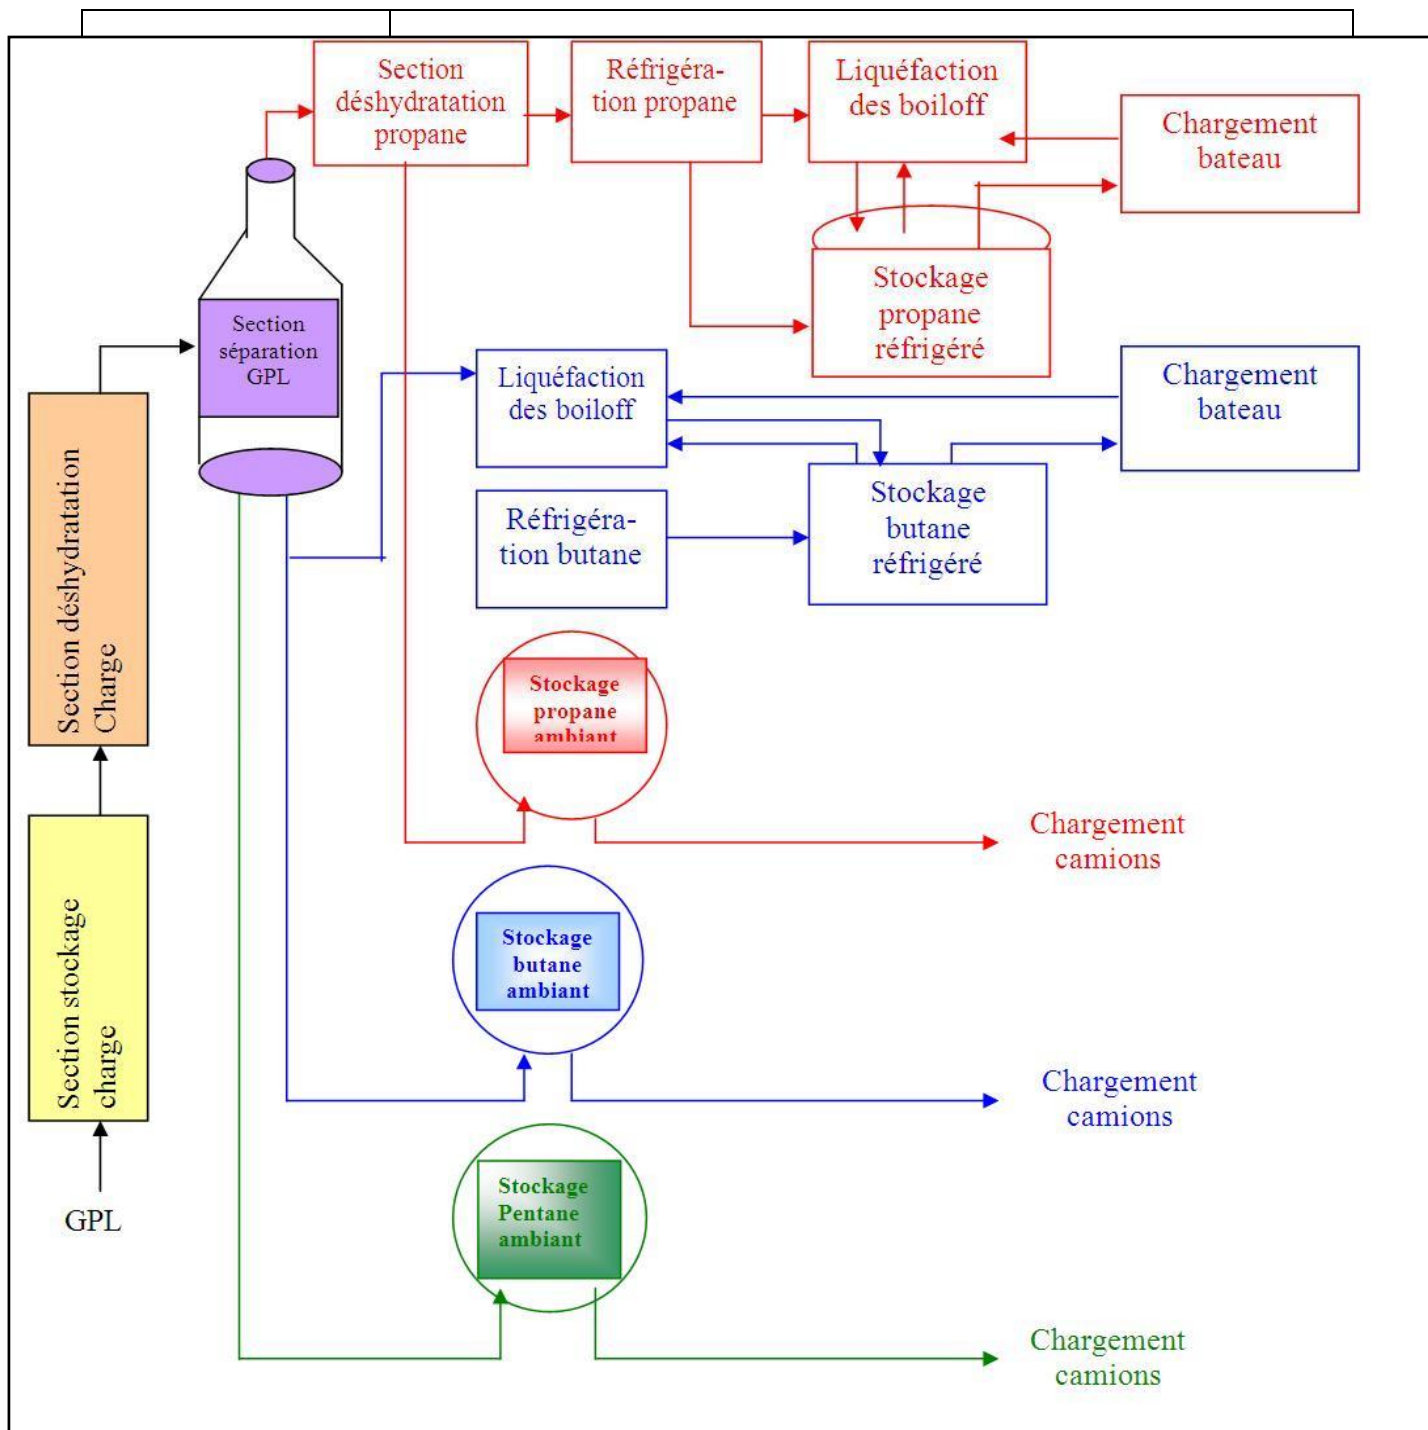 Section
déshydratation
propane
Réfrigéra-
tion propane
Liquéfaction
des boiloff
Chargement
bateau
Stockage
propane
réfrigéré
Section
séparation
GPL
Liquéfaction
des boiloff
Chargement
bateau
Réfrigéra-
tion butane
Stockage
butane
réfrigéré
Section déshydratation
Charge
Stockage
propane
ambiant
Chargement
camions
Section stockage
charge
Stockage
butane
ambiant
Chargement
camions
GPL
Stockage
Pentane
ambiant
Chargement
camions